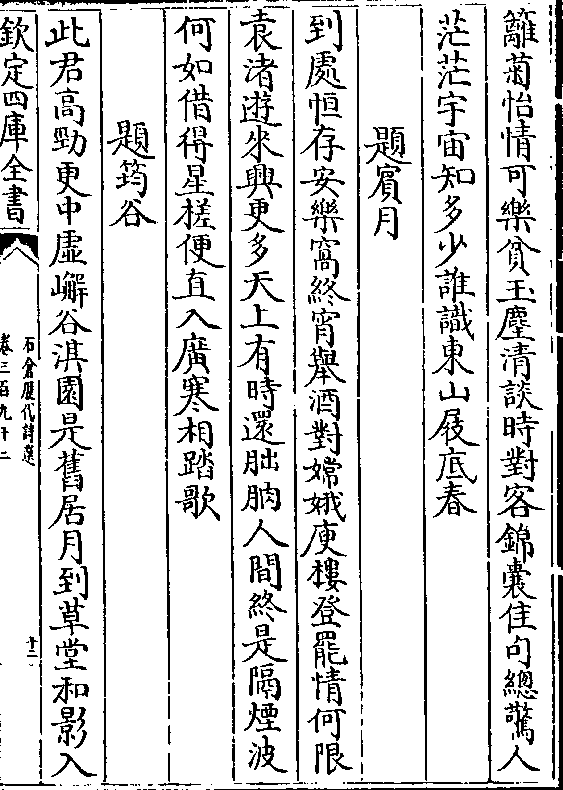 籬菊怡情可樂貧玉麈清談時對客錦囊佳句總驚人
茫茫宇宙知多少誰識東山屐底春
題賓月
到處恒存安樂窩終宵舉酒對嫦娥庾樓登罷情何限
袁渚遊來興更多天上有時還朏朒人間終是隔煙波
何如借得星槎便直入廣寒相踏歌
題筠谷
此君高勁更中虛嶰谷淇園是舊居月到草堂和影入
欽定四庫全書
石倉歷代詩選
卷三百九十二
十二